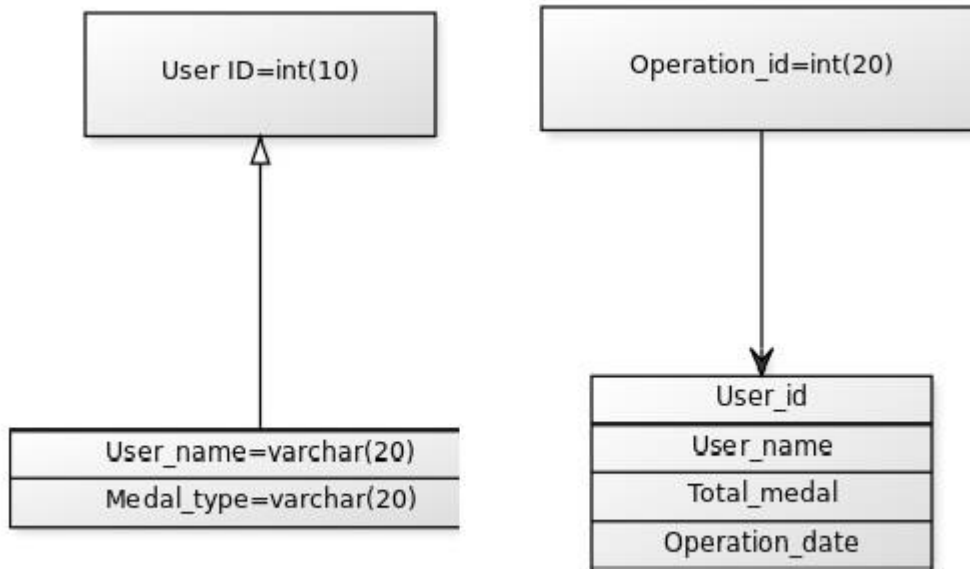 User ID=int(10)
Operation_id=int(20)
User_name=varchar(20)
Medal_type=varchar(20)
User_id
User_name
Total_medal
Operation_date